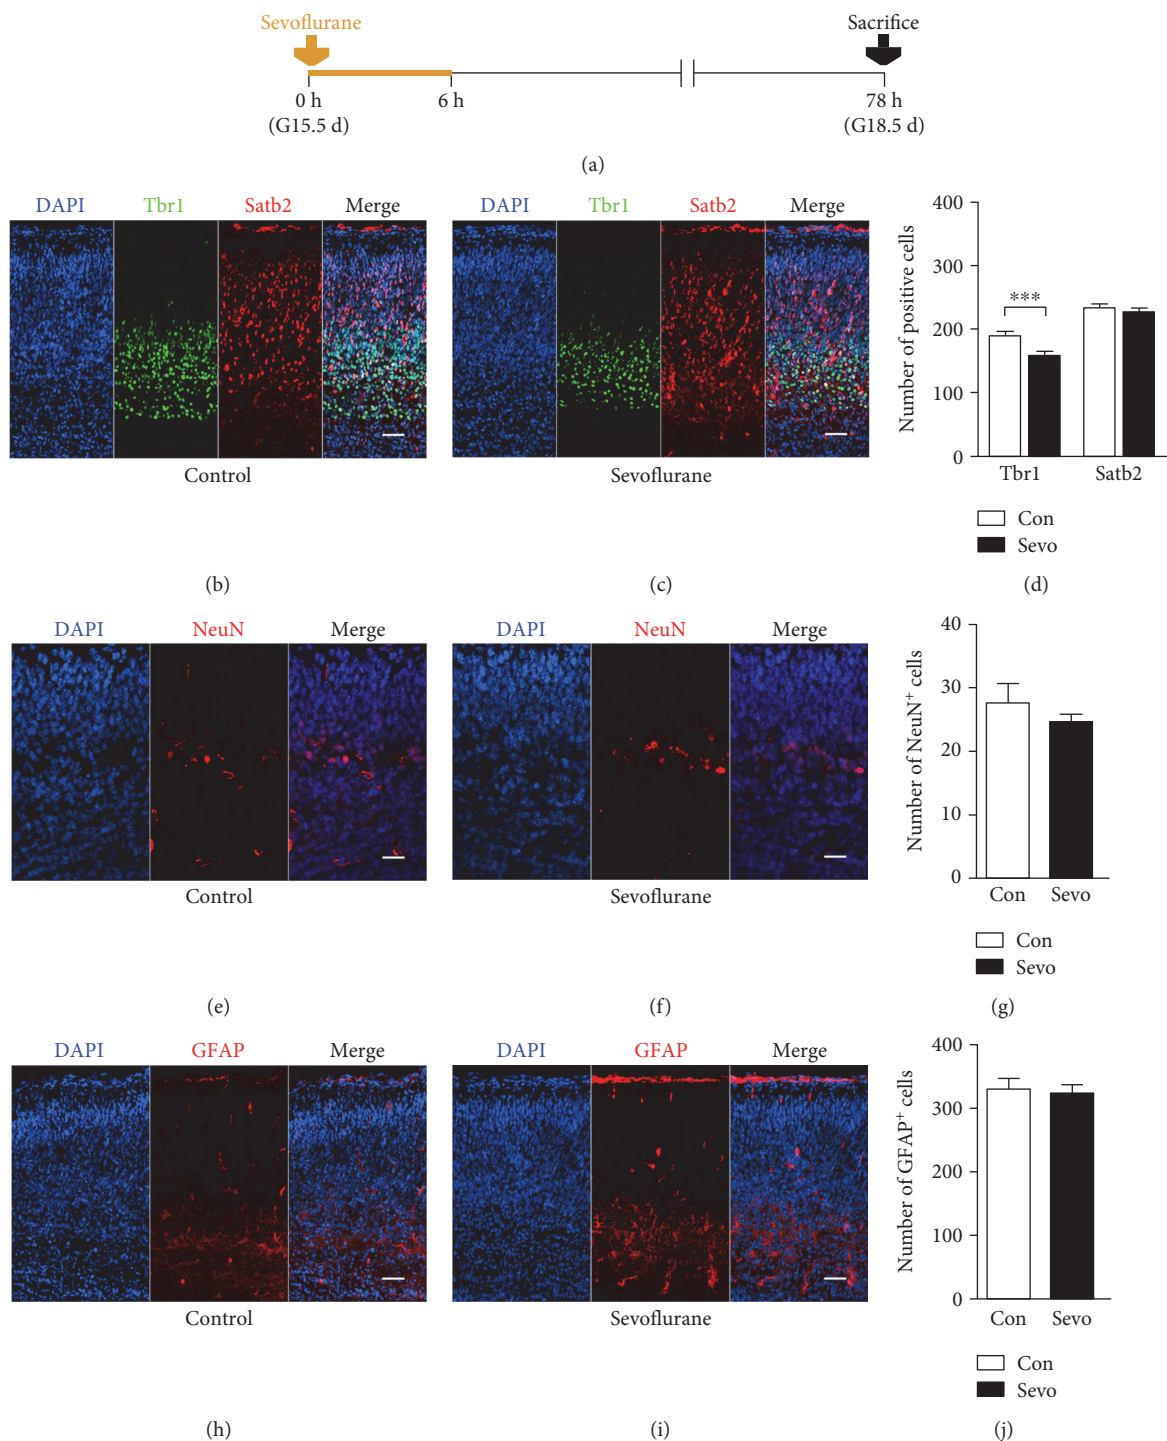 Sevoflurane
Sacrifice
0 h
6 h
78 h
(G15.5 d)
(G18.5 d)
(a)
DAPI Tbr1 Satb2 Merge
Control
(b)
DAPI Tbr1 Satb2 Merge
Sevoflurane
(c)
Number of positive cells
400
300
200
100
0
***
Tbr1 Satb2
Con
Sevo
(d)
DAPI NeuN Merge
Control
(e)
DAPI NeuN Merge
Sevoflurane
(f)
Number of NeuN⁺ cells
40
30
20
10
0
Con Sevo
Con
Sevo
(g)
DAPI GFAP Merge
Control
(h)
DAPI GFAP Merge
Sevoflurane
(i)
Number of GFAP⁺ cells
400
300
200
100
0
Con Sevo
Con
Sevo
(j)